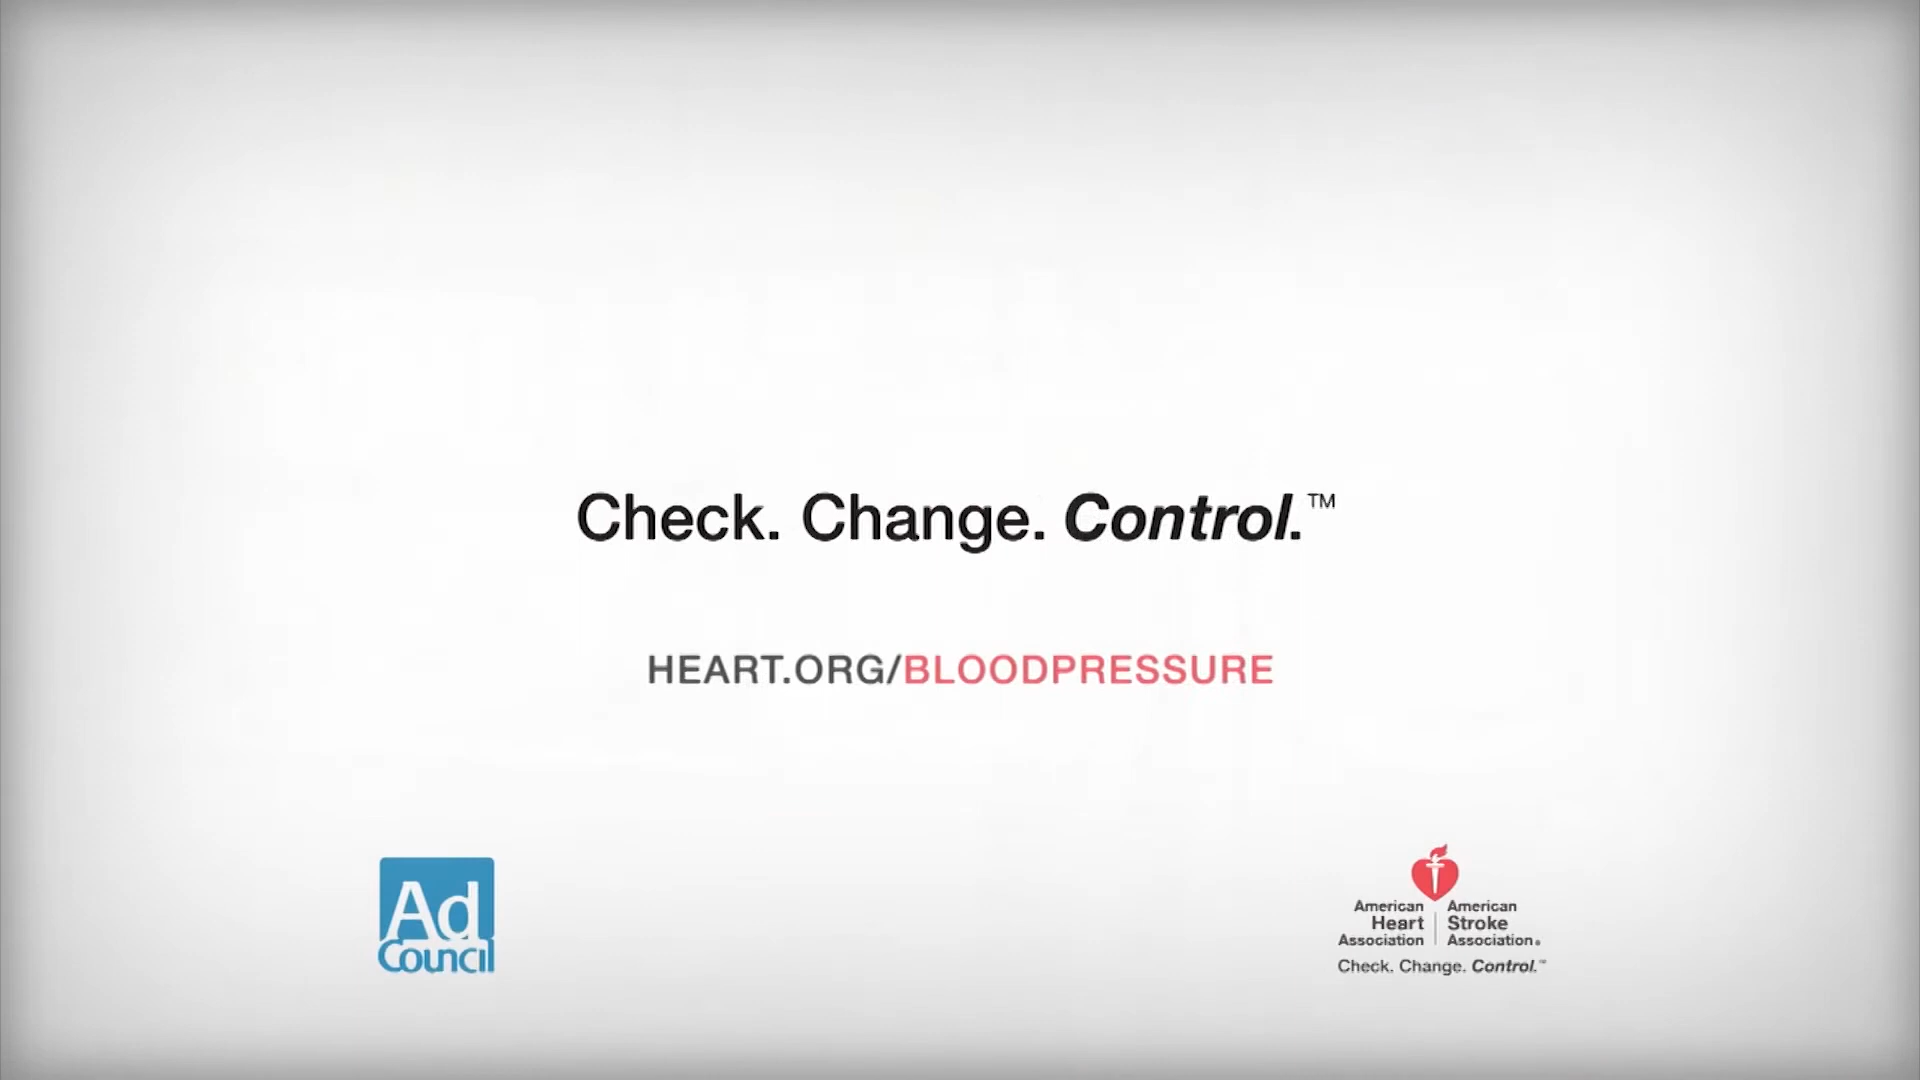 Check. Change. Control.™
HEART.ORG/BLOODPRESSURE
Ad
Council
American
Heart
Association
American
Stroke
Association®
Check. Change. Control.™